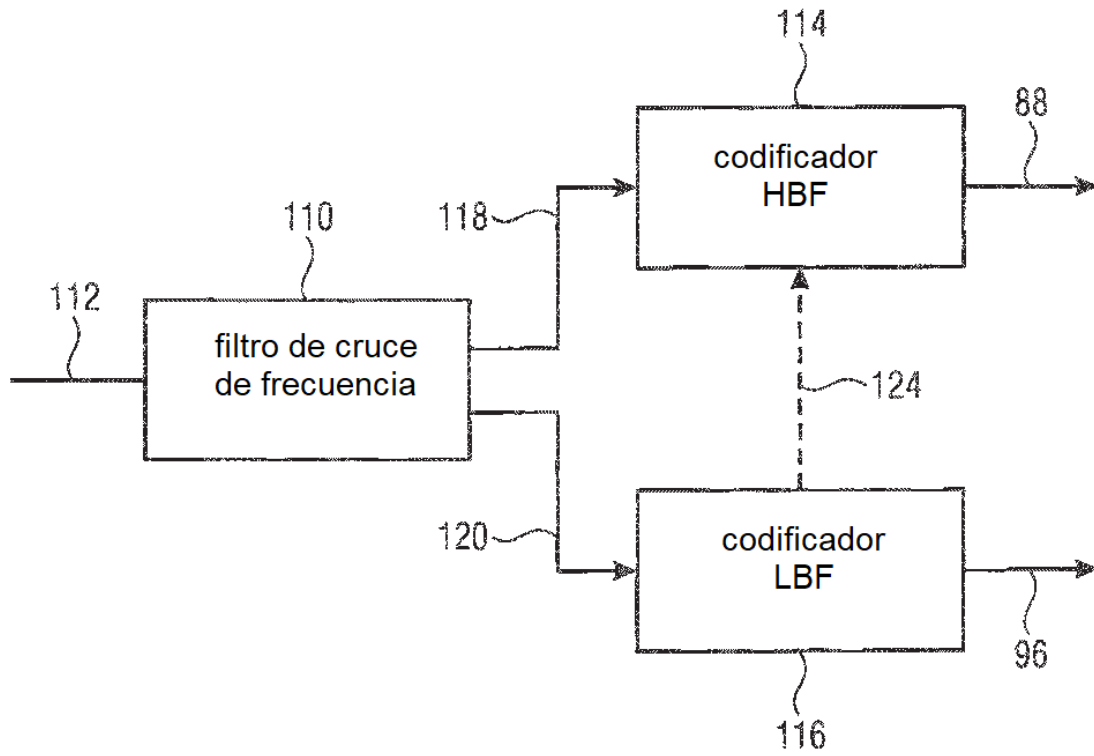 114
88
codificador
HBF
118
110
112
filtro de cruce
de frecuencia
124
120
codificador
LBF
96
116